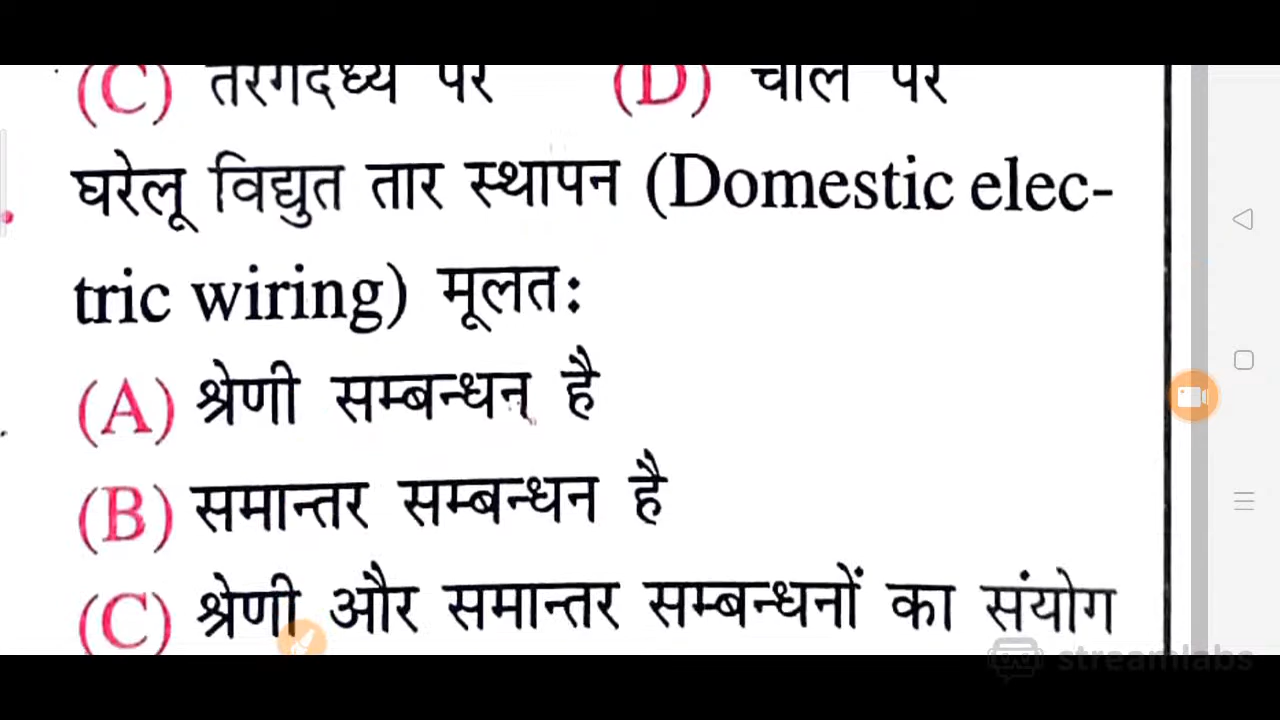 (C) तरंगदैर्ध्य पर (D) चाल पर
घरेलू विद्युत तार स्थापन (Domestic elec-
tric wiring) मूलतः
(A) श्रेणी सम्बन्धन है
(B) समान्तर सम्बन्धन है
(C) श्रेणी और समान्तर सम्बन्धनों का संयोग
streamlabs